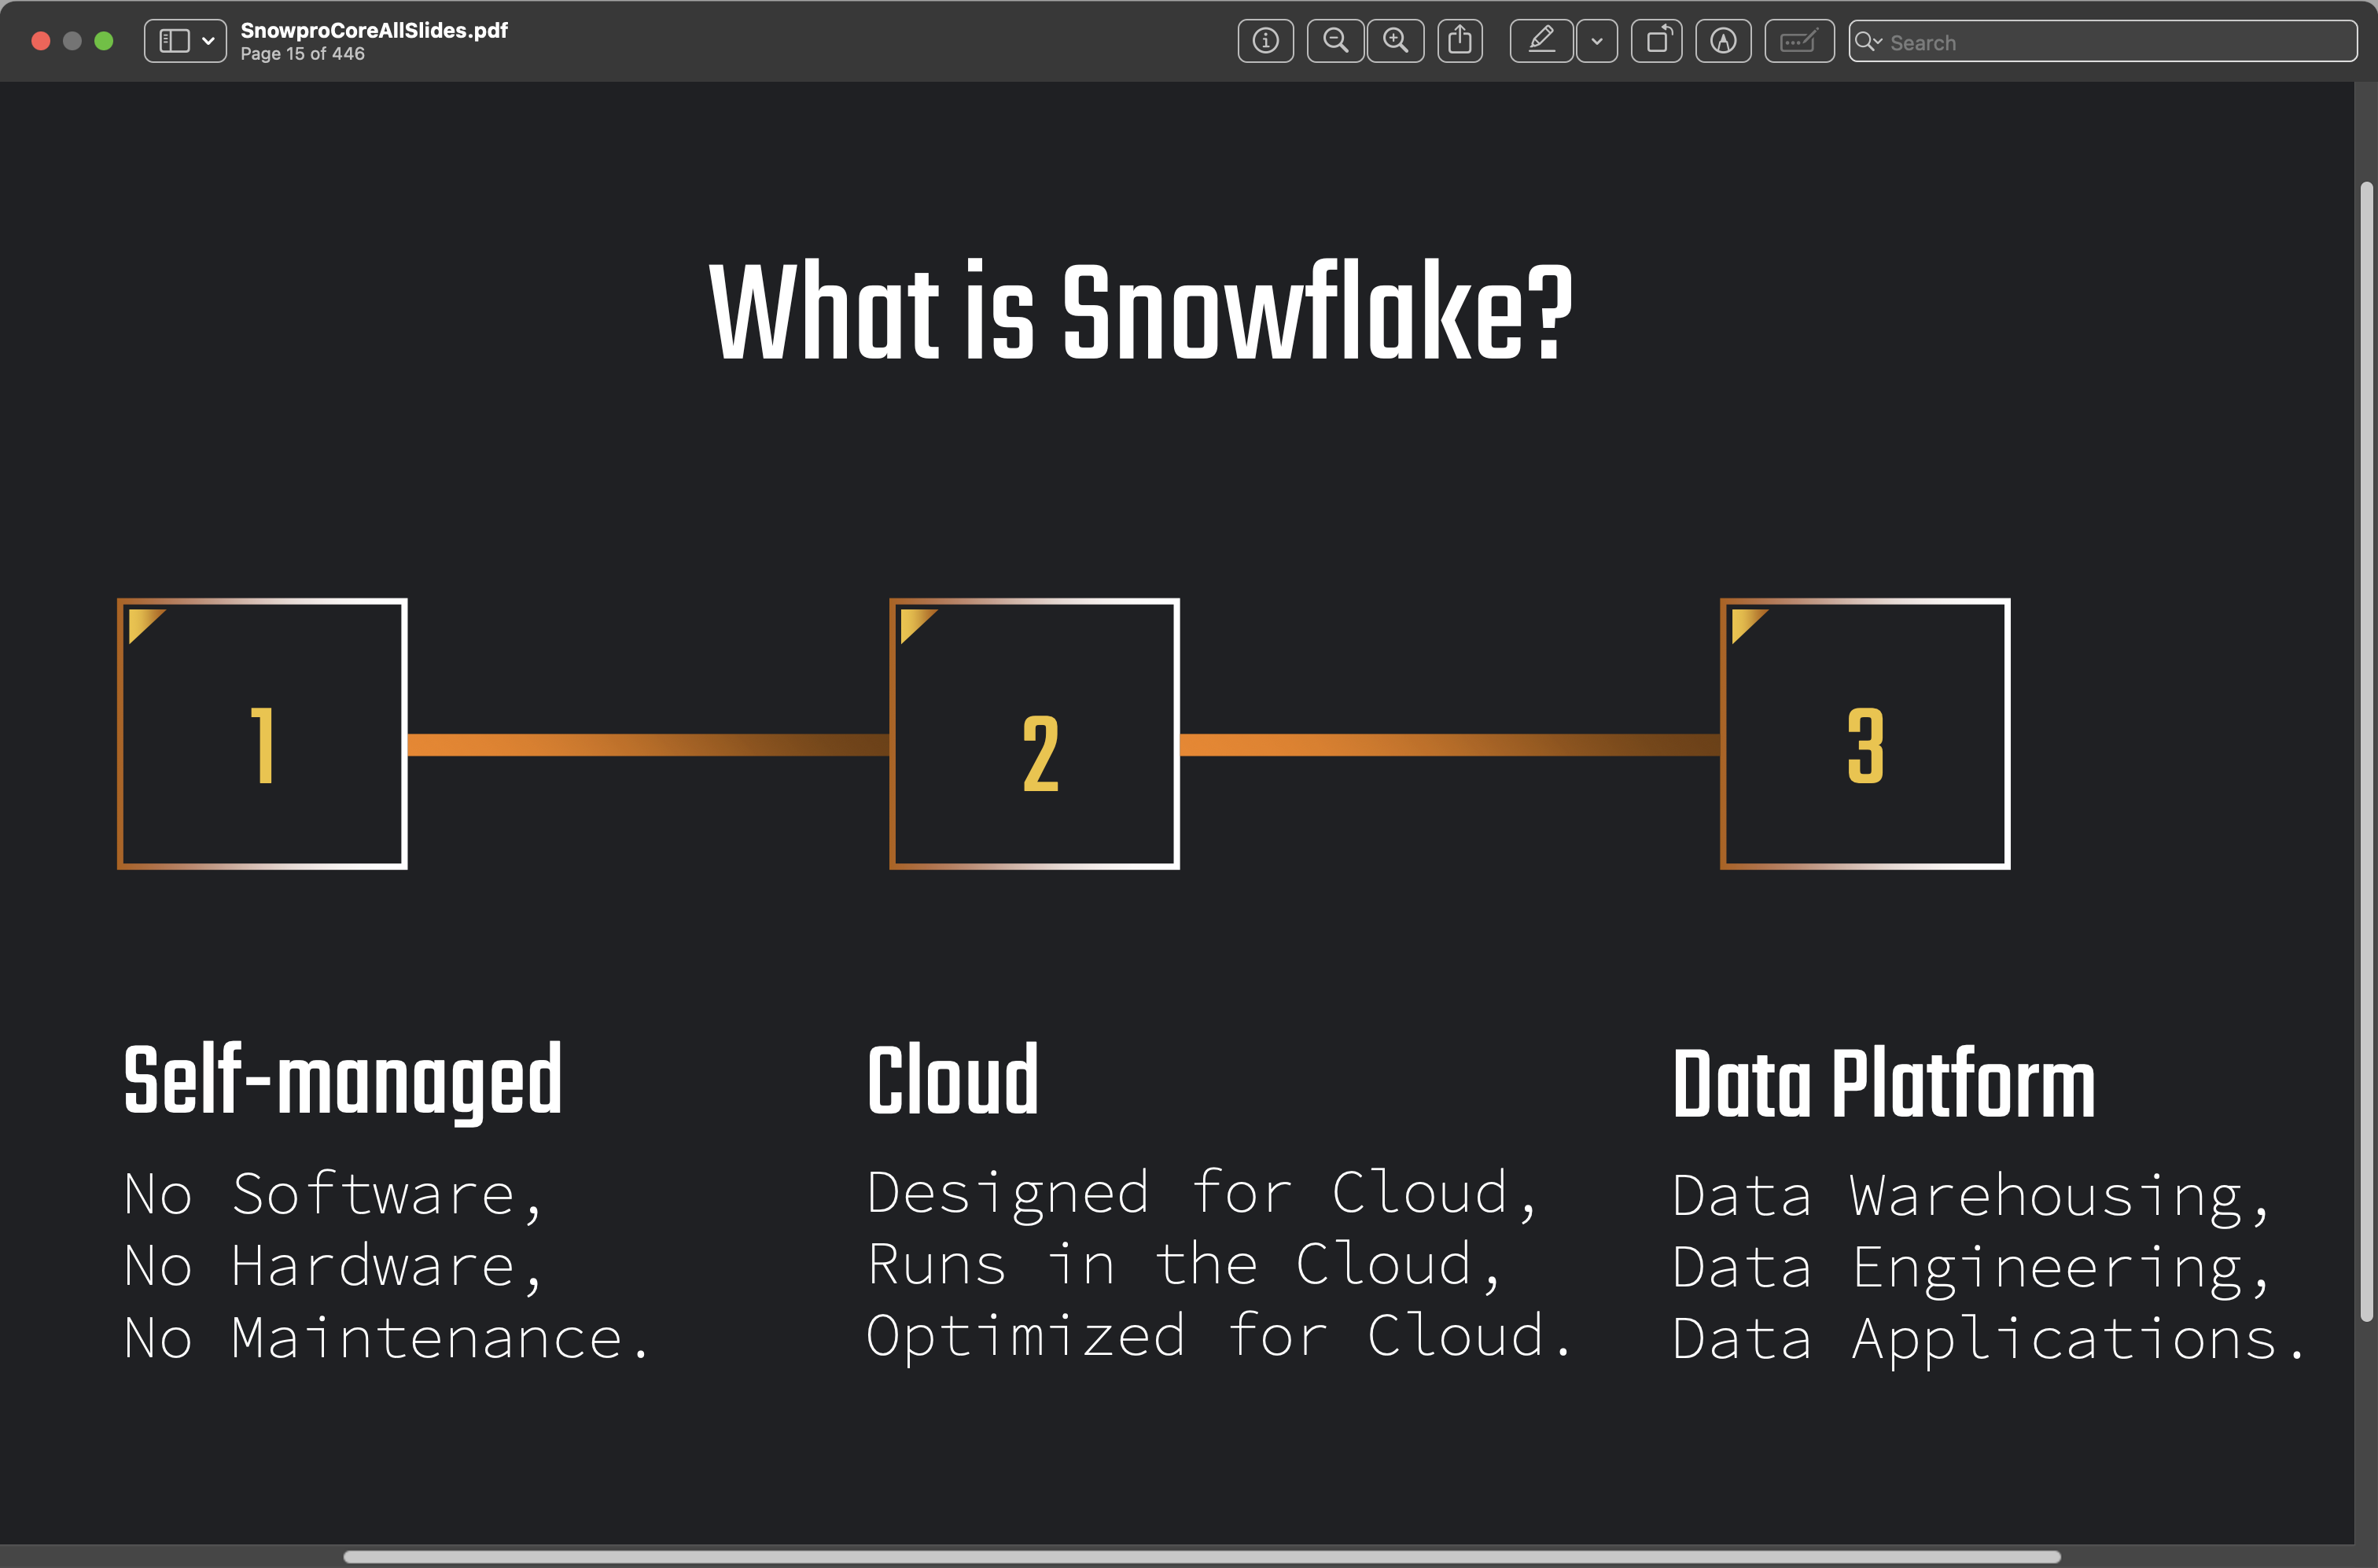 SnowproCoreAllSlides.pdf
Page 15 of 446
Search
What is Snowflake?
1
2
3
Self-managed
No Software,
No Hardware,
No Maintenance.
Cloud
Designed for Cloud,
Runs in the Cloud,
Optimized for Cloud.
Data Platform
Data Warehousing,
Data Engineering,
Data Applications.